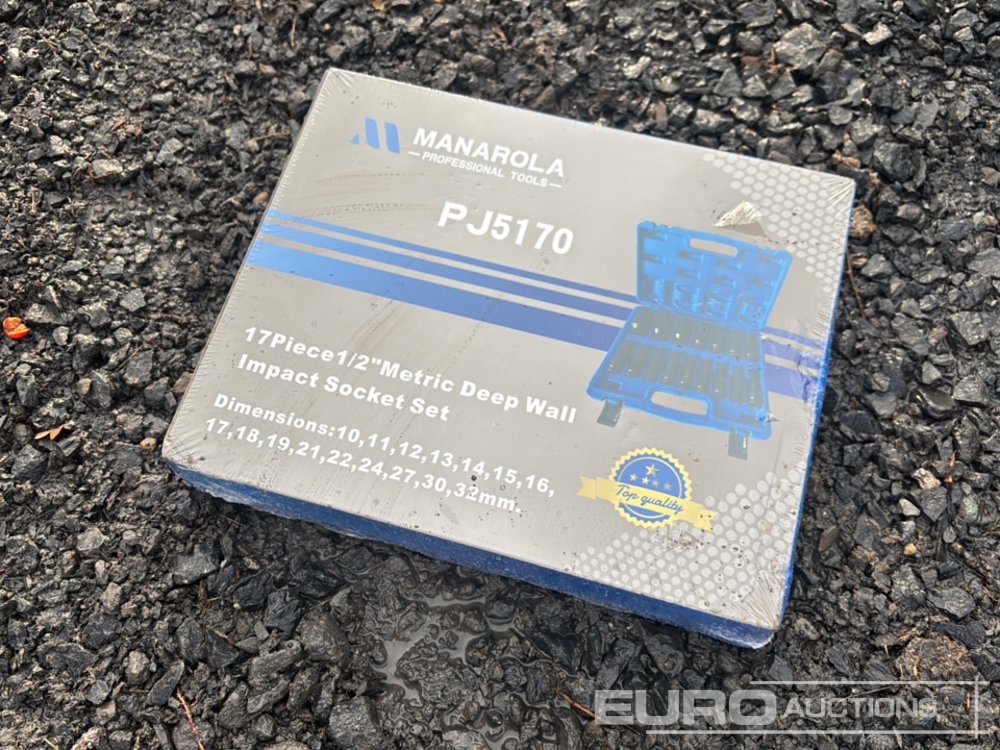 MANAROLA
PROFESSIONAL TOOLS
PJ5170
17Piece1/2"Metric Deep Wall
Impact Socket Set
Dimensions:10,11,12,13,14,15,16,
17,18,19,21,22,24,27,30,32mm.
Top quality
EURO AUCTIONS